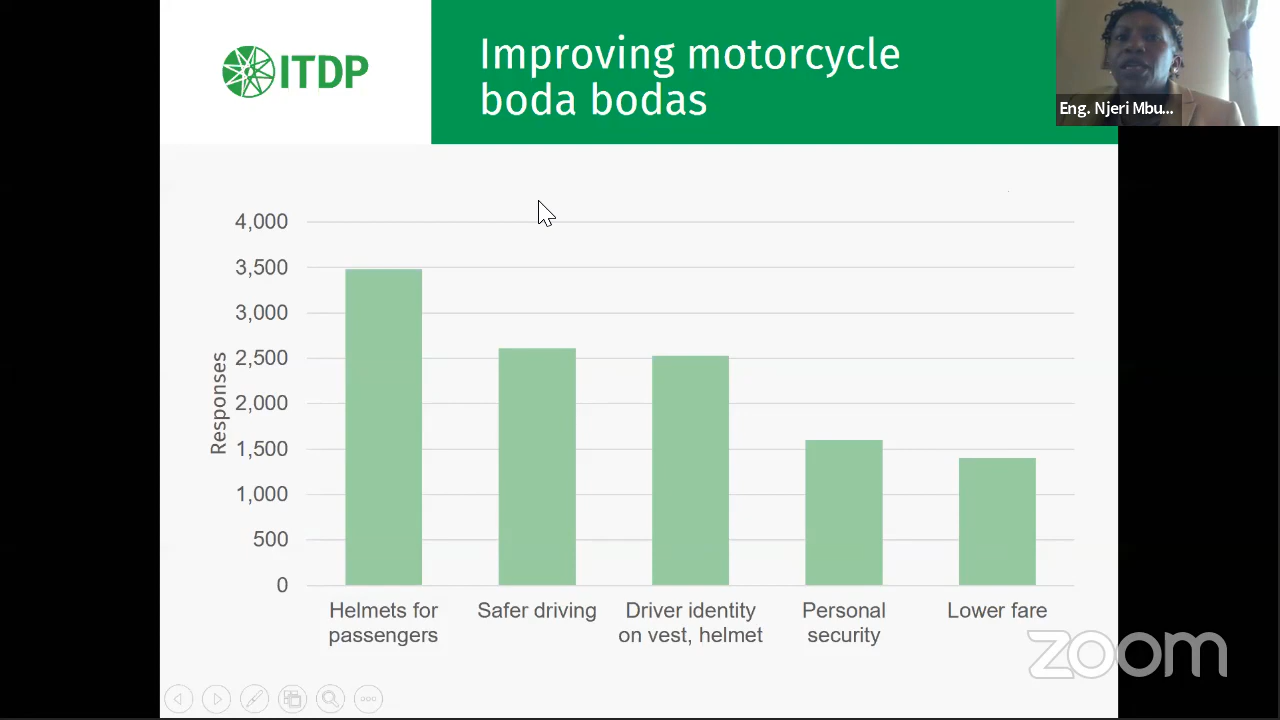 ITDP
Improving motorcycle
boda bodas
Eng. Njeri Mbu...
4,000
3,500
3,000
2,500
2,000
1,500
1,000
500
0
Responses
Helmets for
passengers
Safer driving
Driver identity
on vest, helmet
Personal
security
Lower fare
zoom